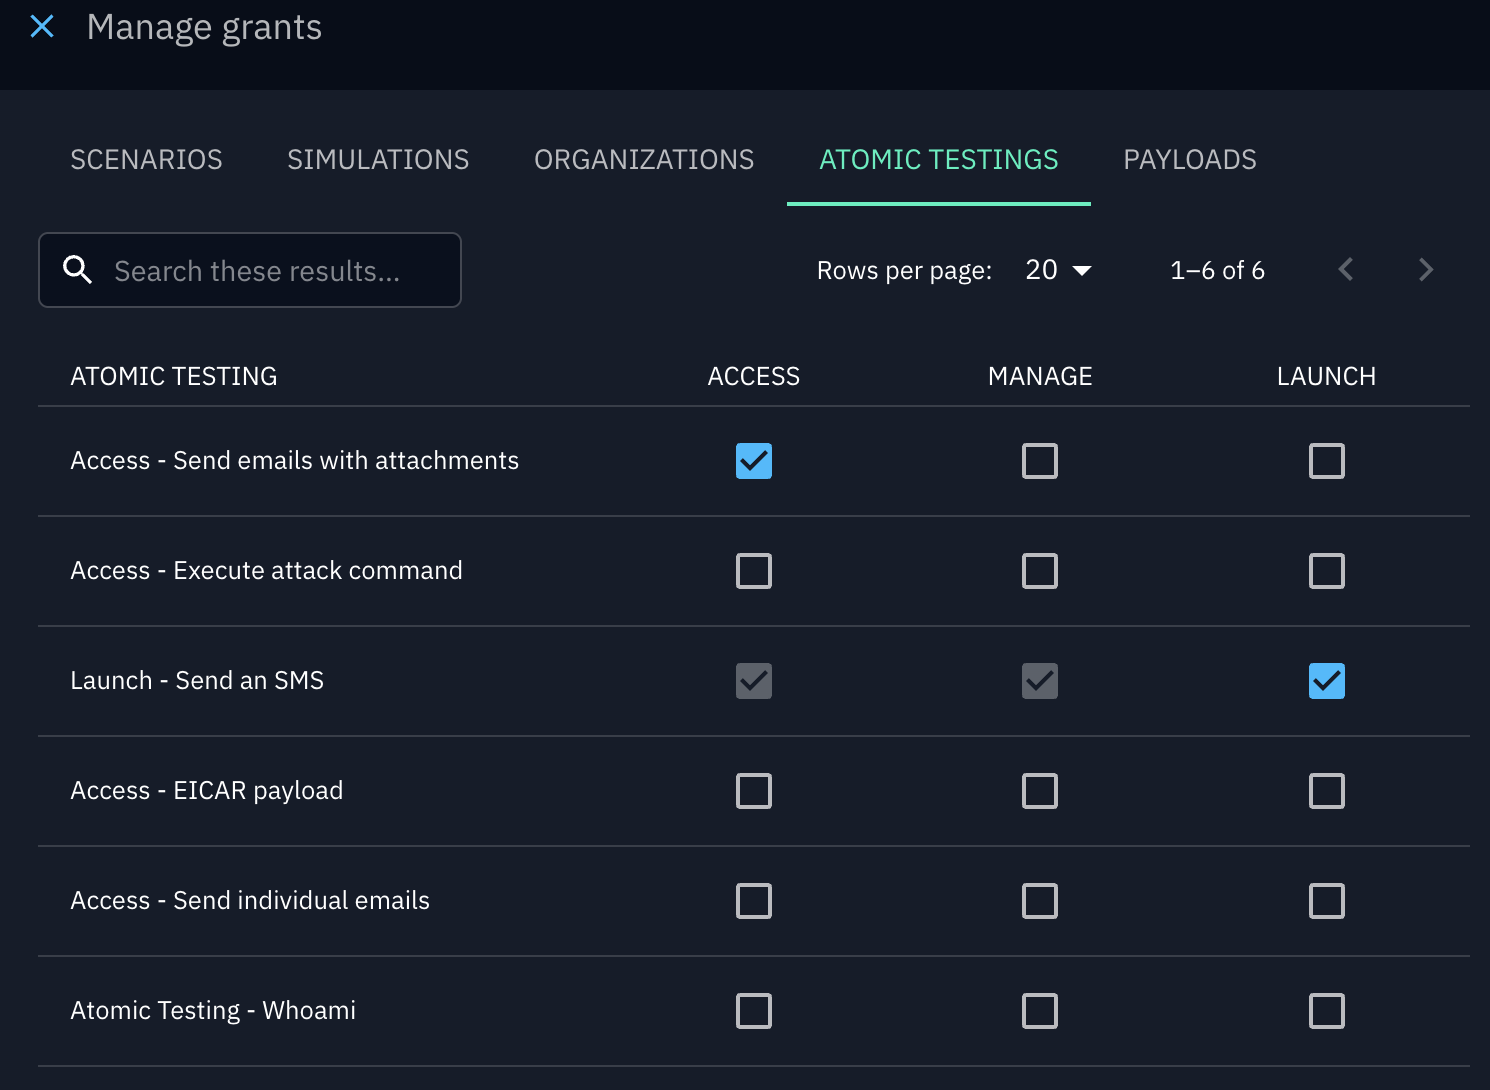 Manage grants
SCENARIOS SIMULATIONS ORGANIZATIONS ATOMIC TESTINGS PAYLOADS
Search these results... Rows per page: 20 1–6 of 6
ATOMIC TESTING ACCESS MANAGE LAUNCH
Access - Send emails with attachments
Access - Execute attack command
Launch - Send an SMS
Access - EICAR payload
Access - Send individual emails
Atomic Testing - Whoami